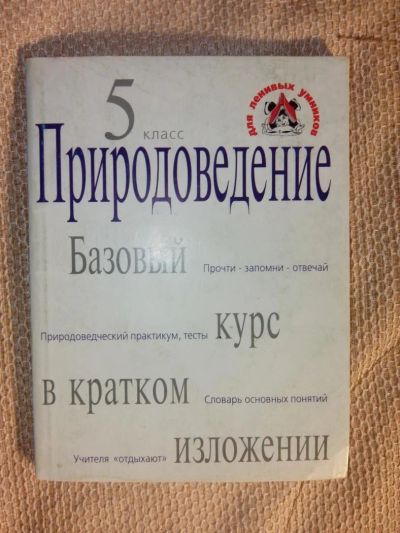 для ленивых умников
5 класс
Природоведение
Базовый Прочти - запомни - отвечай
Природоведческий практикум, тесты курс
в кратком Словарь основных понятий
Учителя «отдыхают» изложении